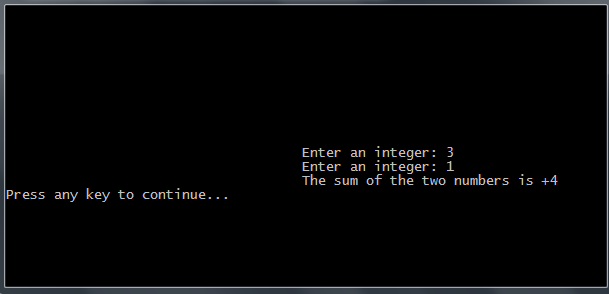 Enter an integer: 3
Enter an integer: 1
The sum of the two numbers is +4
Press any key to continue...